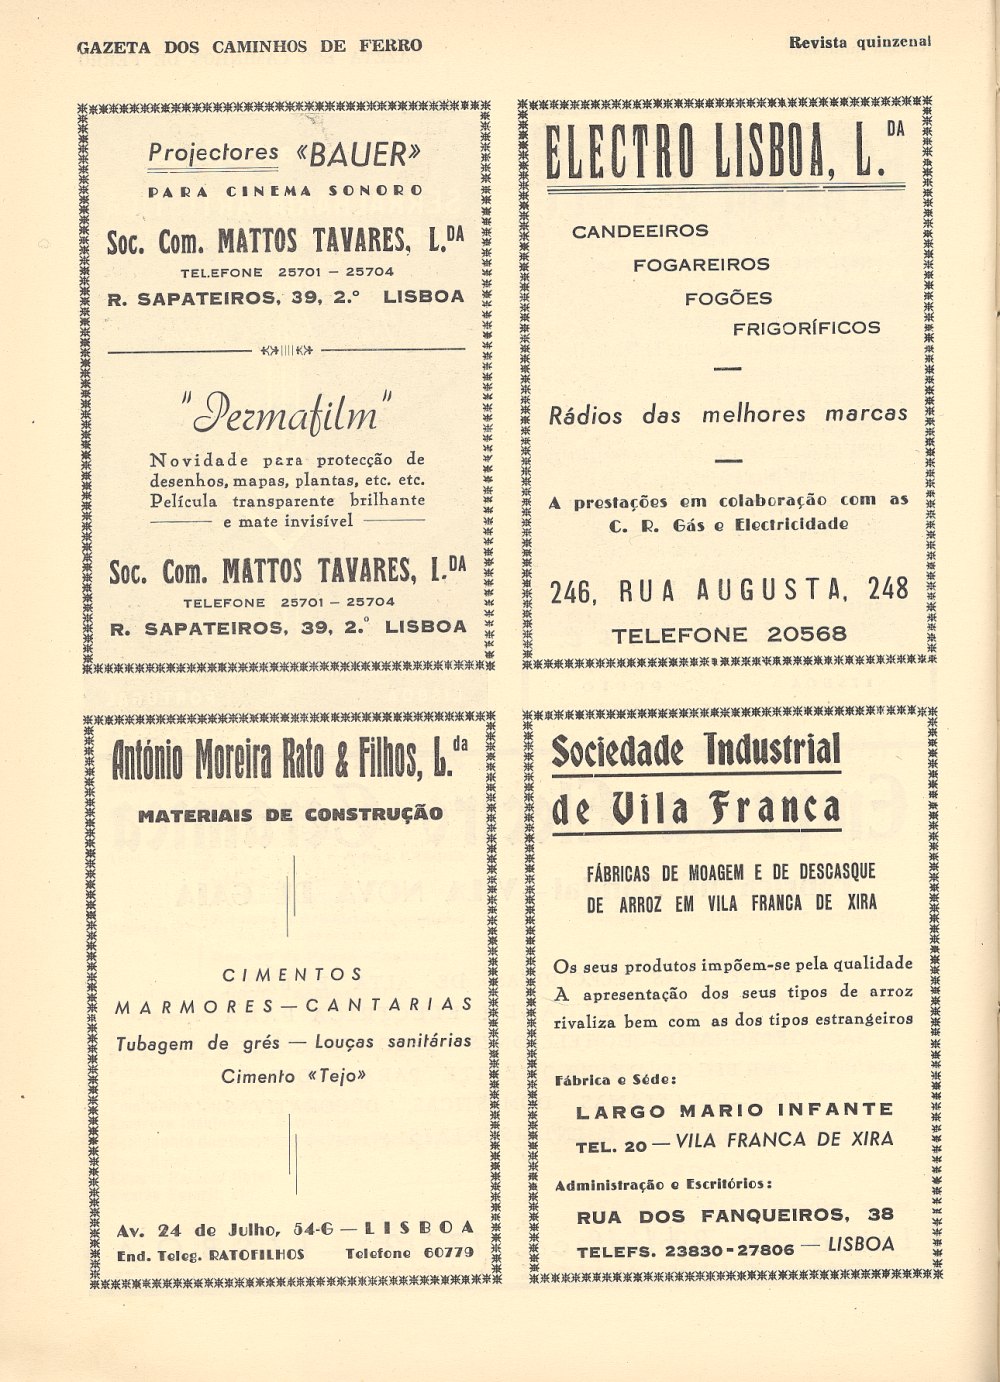 GAZETA DOS CAMINHOS DE FERRO
Revista quinzenal
Projectores «BAUER»
PARA CINEMA SONORO
Soc. Com. MATTOS TAVARES, L.DA
TELEFONE 25701 — 25704
R. SAPATEIROS, 39, 2.º LISBOA
"Permafilm"
Novidade para protecção de
desenhos, mapas, plantas, etc. etc.
Película transparente brilhante
e mate invisível
Soc. Com. MATTOS TAVARES, L.DA
TELEFONE 25701 — 25704
R. SAPATEIROS, 39, 2.º LISBOA
ELECTRO LISBOA, L.DA
CANDEEIROS
FOGAREIROS
FOGÕES
FRIGORÍFICOS
Rádios das melhores marcas
A prestações em colaboração com as
C. R. Gás e Electricidade
246, RUA AUGUSTA, 248
TELEFONE 20568
António Moreira Rato & Filhos, L.da
MATERIAIS DE CONSTRUÇÃO
CIMENTOS
MARMORES — CANTARIAS
Tubagem de grés — Louças sanitárias
Cimento «Tejo»
Av. 24 de Julho, 54-G — LISBOA
End. Teleg. RATOFILHOS Telefone 60779
Sociedade Industrial
de Vila Franca
FÁBRICAS DE MOAGEM E DE DESCASQUE
DE ARROZ EM VILA FRANCA DE XIRA
Os seus produtos impõem-se pela qualidade
A apresentação dos seus tipos de arroz
rivaliza bem com as dos tipos estrangeiros
Fábrica e Séde:
LARGO MARIO INFANTE
TEL. 20 — VILA FRANCA DE XIRA
Administração e Escritórios:
RUA DOS FANQUEIROS, 38
TELEFS. 23830-27806 — LISBOA